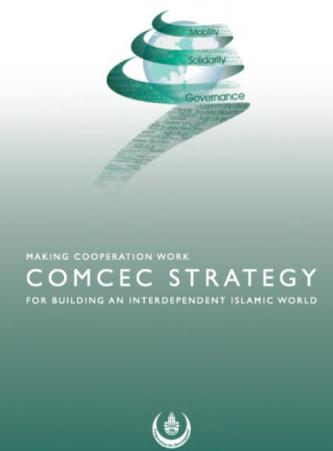 Mobility
Solidarity
Governance
MAKING COOPERATION WORK
COMCEC STRATEGY
FOR BUILDING AN INTERDEPENDENT ISLAMIC WORLD